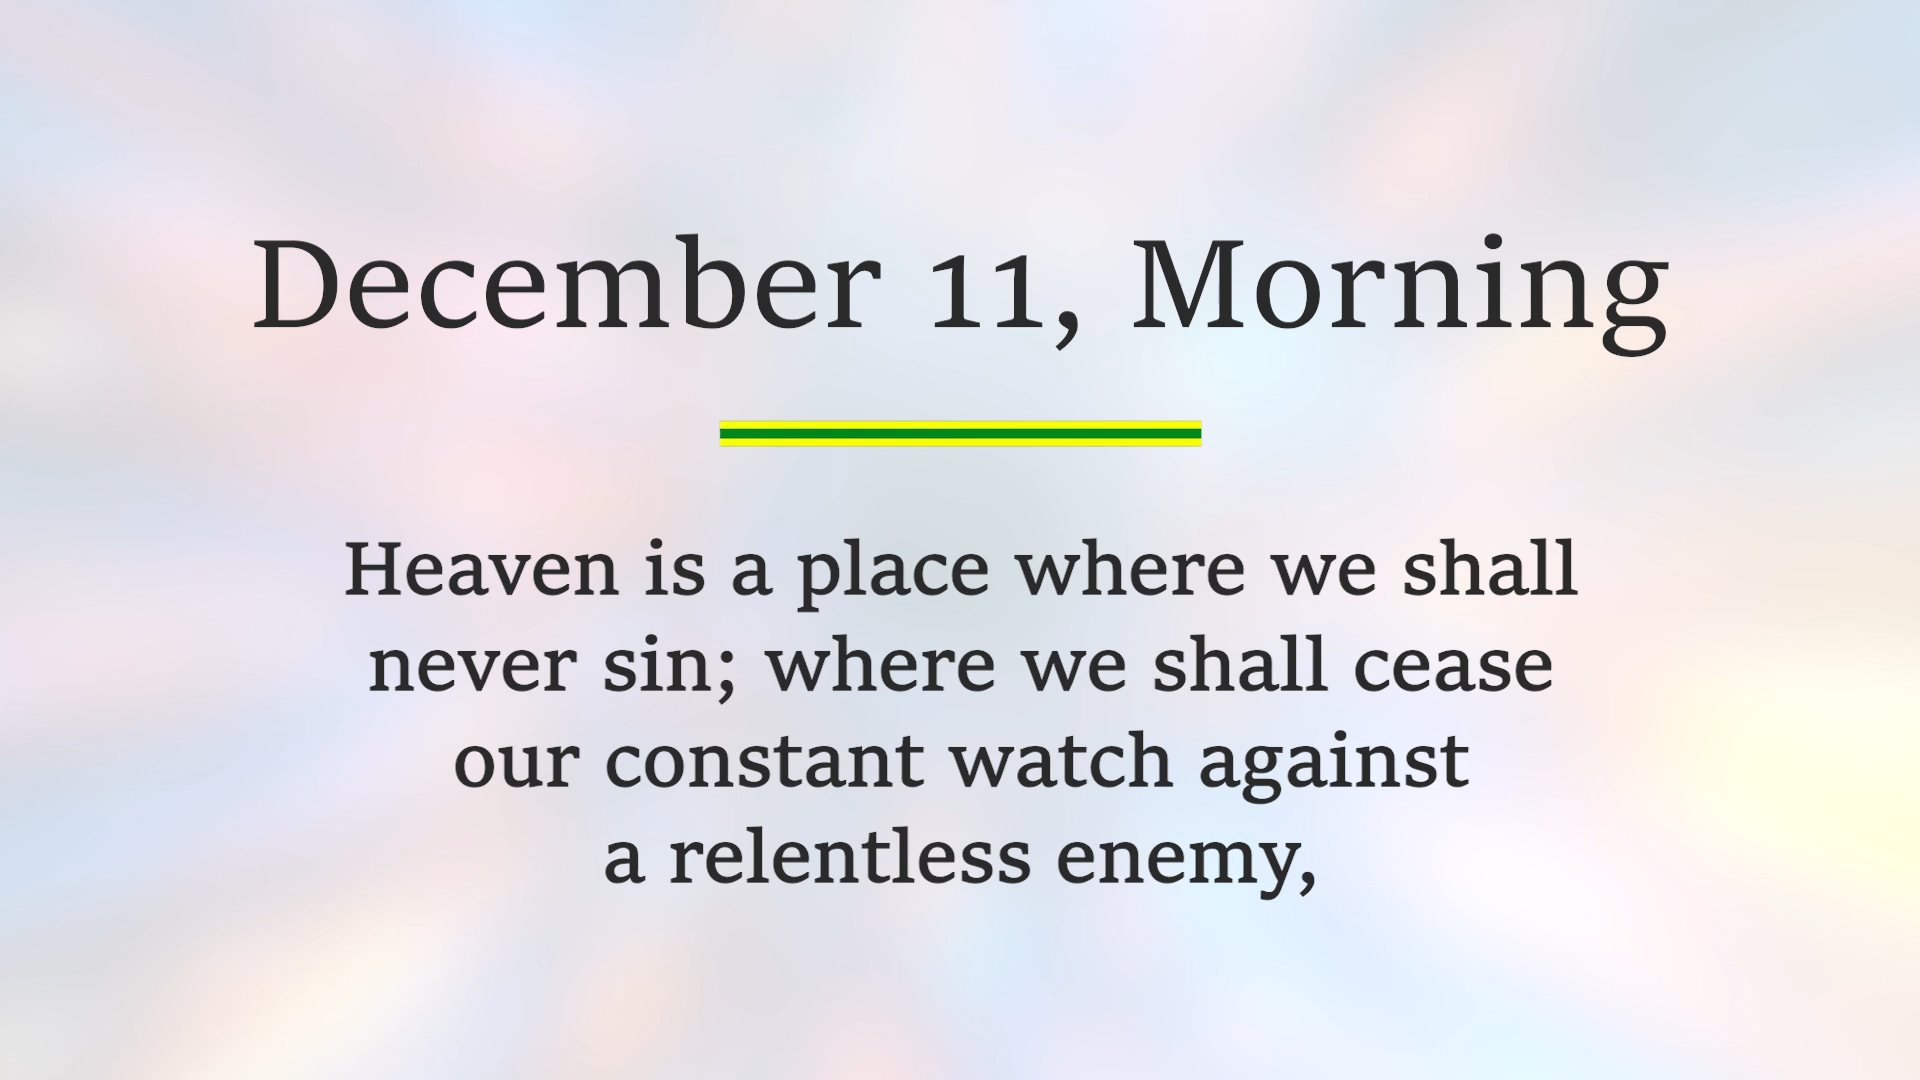 December 11, Morning
Heaven is a place where we shall
never sin; where we shall cease
our constant watch against
a relentless enemy,